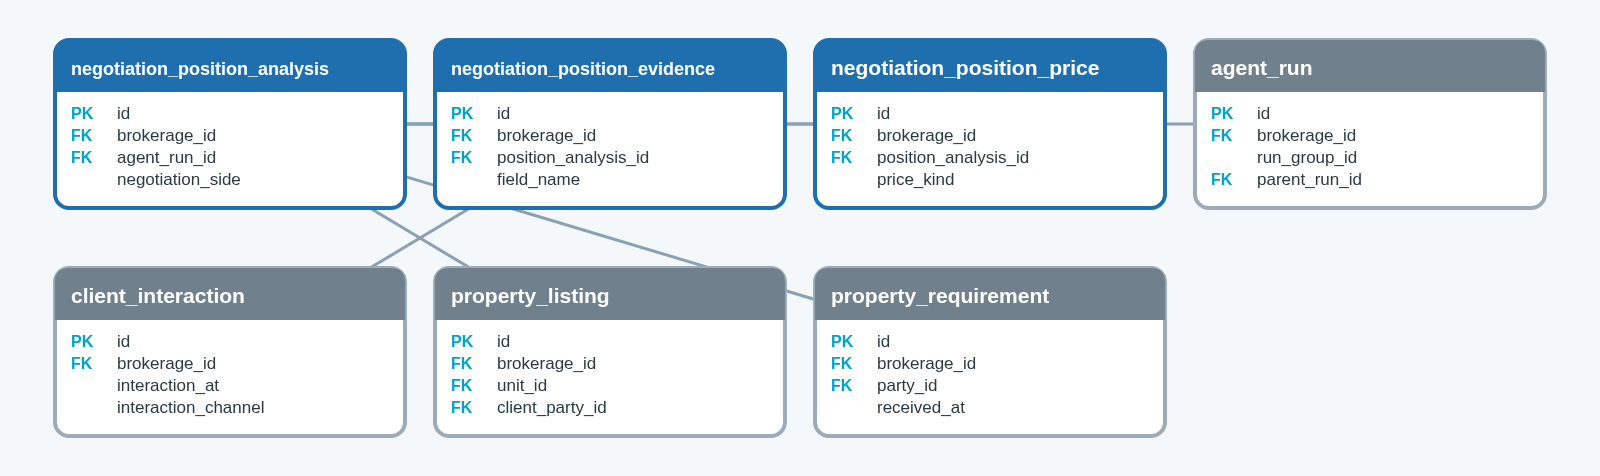 negotiation_position_analysis
PK id
FK brokerage_id
FK agent_run_id
negotiation_side
negotiation_position_evidence
PK id
FK brokerage_id
FK position_analysis_id
field_name
negotiation_position_price
PK id
FK brokerage_id
FK position_analysis_id
price_kind
agent_run
PK id
FK brokerage_id
run_group_id
FK parent_run_id
client_interaction
PK id
FK brokerage_id
interaction_at
interaction_channel
property_listing
PK id
FK brokerage_id
FK unit_id
FK client_party_id
property_requirement
PK id
FK brokerage_id
FK party_id
received_at